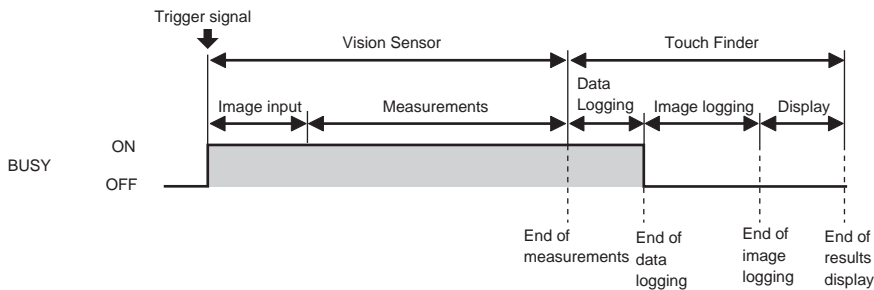 Trigger signal
Vision Sensor
Touch Finder
Data
Logging
Image input
Measurements
Image logging
Display
BUSY
ON
OFF
End of
measurements
End of
data
logging
End of
image
logging
End of
results
display